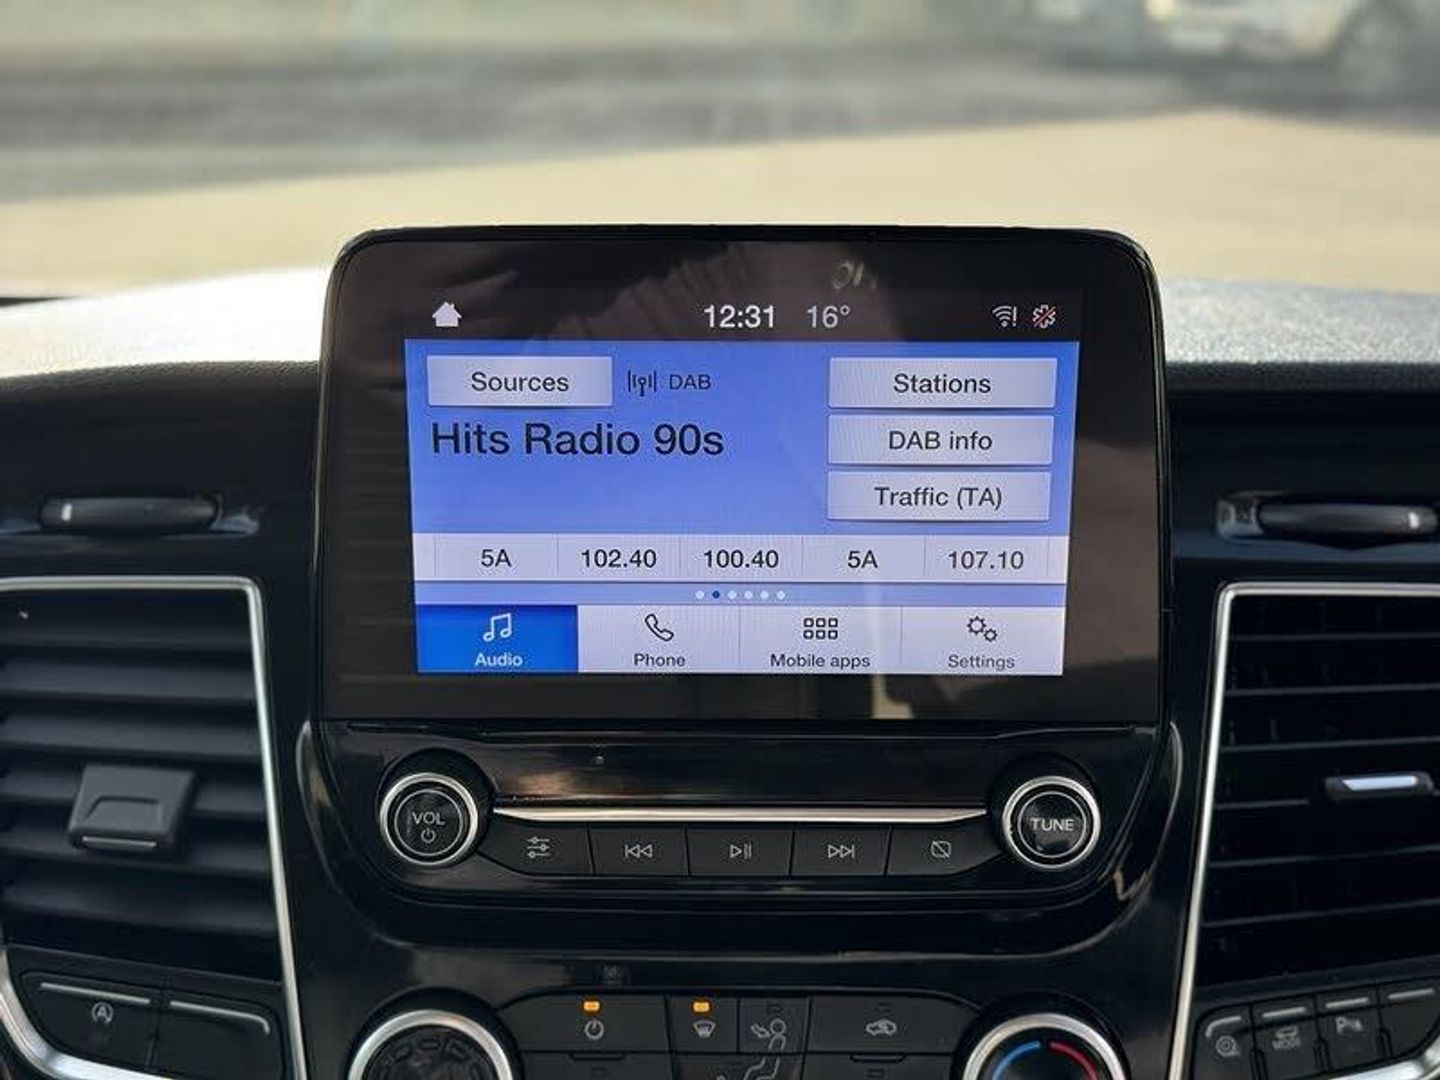 12:31 16°
Sources DAB Stations
Hits Radio 90s DAB info
Traffic (TA)
5A 102.40 100.40 5A 107.10
Audio Phone Mobile apps Settings
VOL TUNE
A
MODE